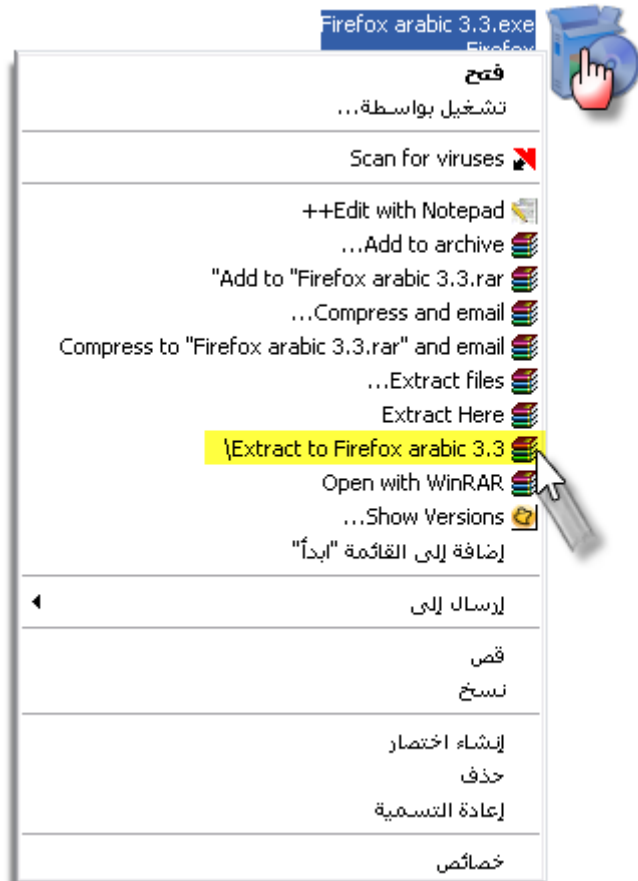 Firefox arabic 3.3.exe
Firefox
فتح
تشغيل بواسطة...
Scan for viruses
++Edit with Notepad
...Add to archive
"Add to "Firefox arabic 3.3.rar
...Compress and email
Compress to "Firefox arabic 3.3.rar" and email
...Extract files
Extract Here
\Extract to Firefox arabic 3.3
Open with WinRAR
...Show Versions
إضافة إلى القائمة "ابدأ"
إرسال إلى
قص
نسخ
إنشاء اختصار
حذف
إعادة التسمية
خصائص